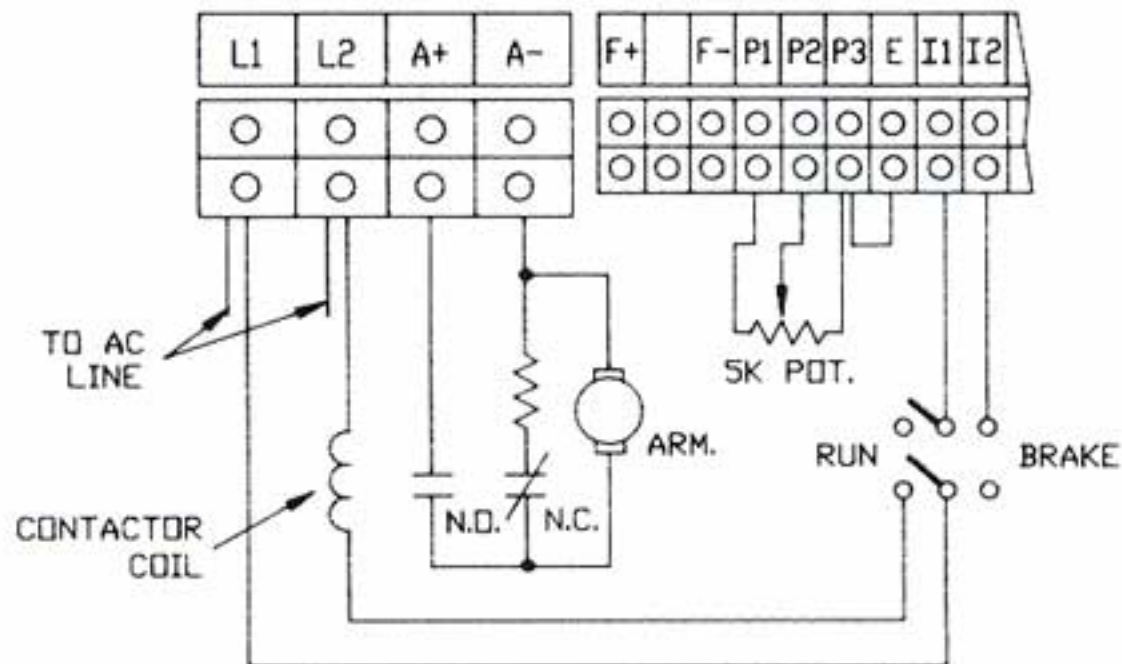 L1 L2 A+ A- F+ F- P1 P2 P3 E I1 I2
TO AC
LINE
5K POT.
ARM.
RUN
BRAKE
N.O.
N.C.
CONTACTOR
COIL